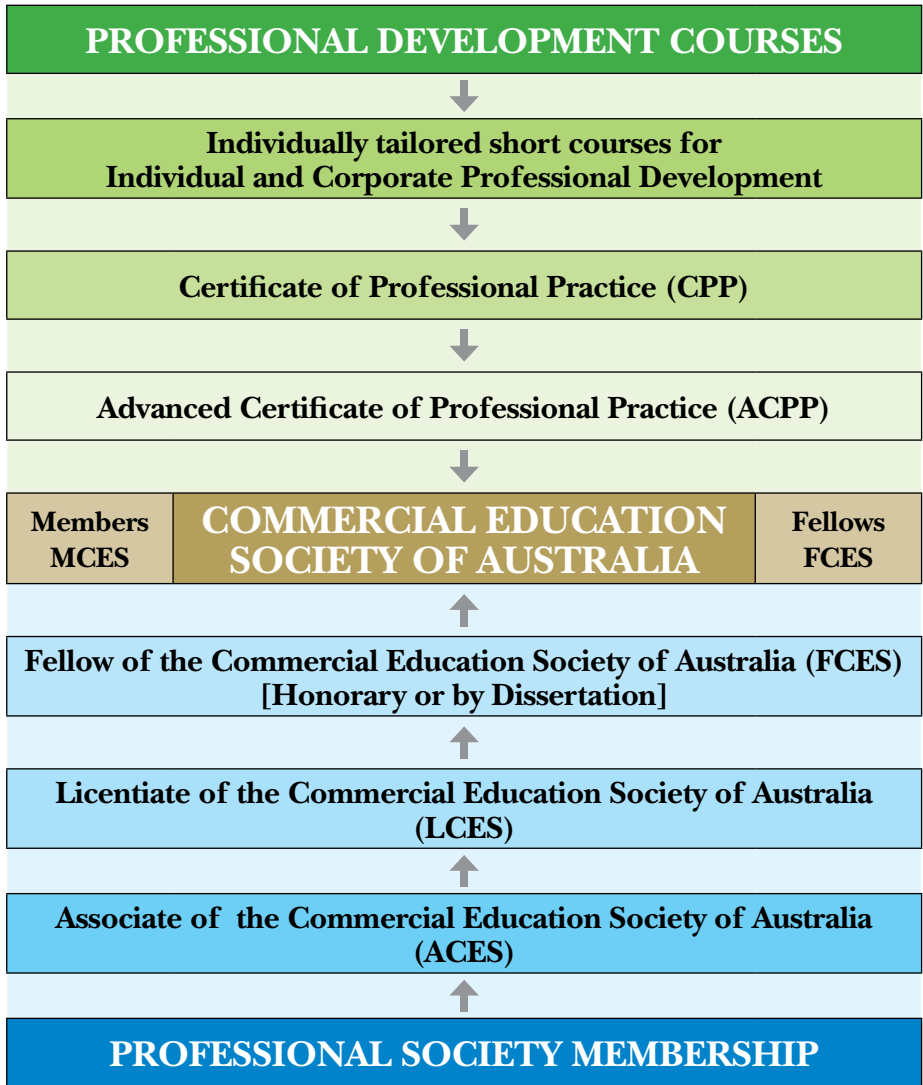 PROFESSIONAL DEVELOPMENT COURSES
Individually tailored short courses for
Individual and Corporate Professional Development
Certificate of Professional Practice (CPP)
Advanced Certificate of Professional Practice (ACPP)
Members
MCES
COMMERCIAL EDUCATION
SOCIETY OF AUSTRALIA
Fellows
FCES
Fellow of the Commercial Education Society of Australia (FCES)
[Honorary or by Dissertation]
Licentiate of the Commercial Education Society of Australia
(LCES)
Associate of the Commercial Education Society of Australia
(ACES)
PROFESSIONAL SOCIETY MEMBERSHIP